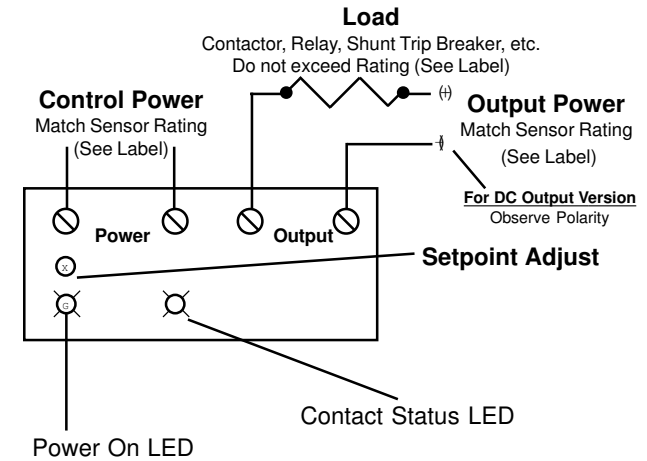 Load
Contactor, Relay, Shunt Trip Breaker, etc.
Do not exceed Rating (See Label)
Control Power
Match Sensor Rating
(See Label)
(+)
Output Power
Match Sensor Rating
(See Label)
(-)
For DC Output Version
Observe Polarity
Power
Output
X
Setpoint Adjust
G
Contact Status LED
Power On LED